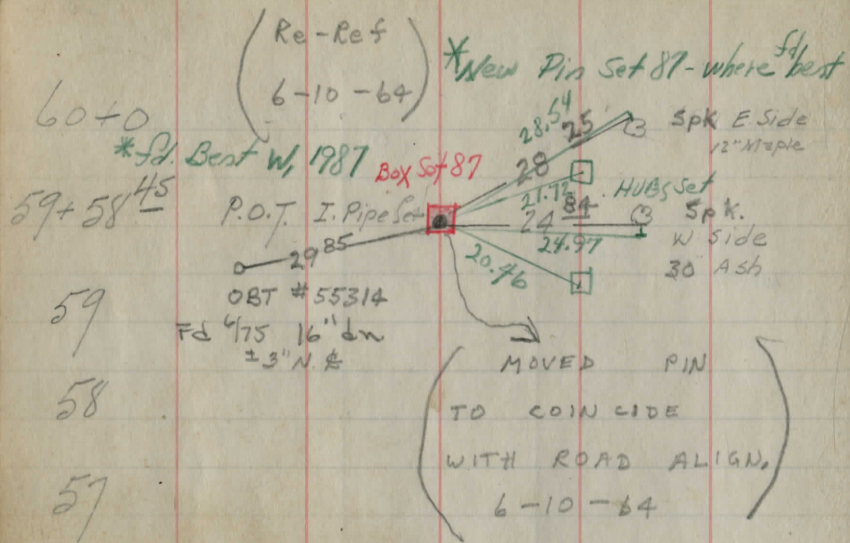 (Re-Ref
6-10-64)
*New Pin Set 87-where fd best
60+0
28.54
28 25
Spk E Side
12" Maple
*fd. Best W, 1987
Box Set 87
21.72
HUBS Set
59+58 45
P.O.T. I. Pipe Set
24 84
24.97
Spk.
W Side
30" Ash
29 85
20.46
OBT #55314
59
Fd 6/75 16" dn
±3" N. ℄
(MOVED PIN
TO COINCIDE
WITH ROAD ALIGN.
6-10-64)
58
57